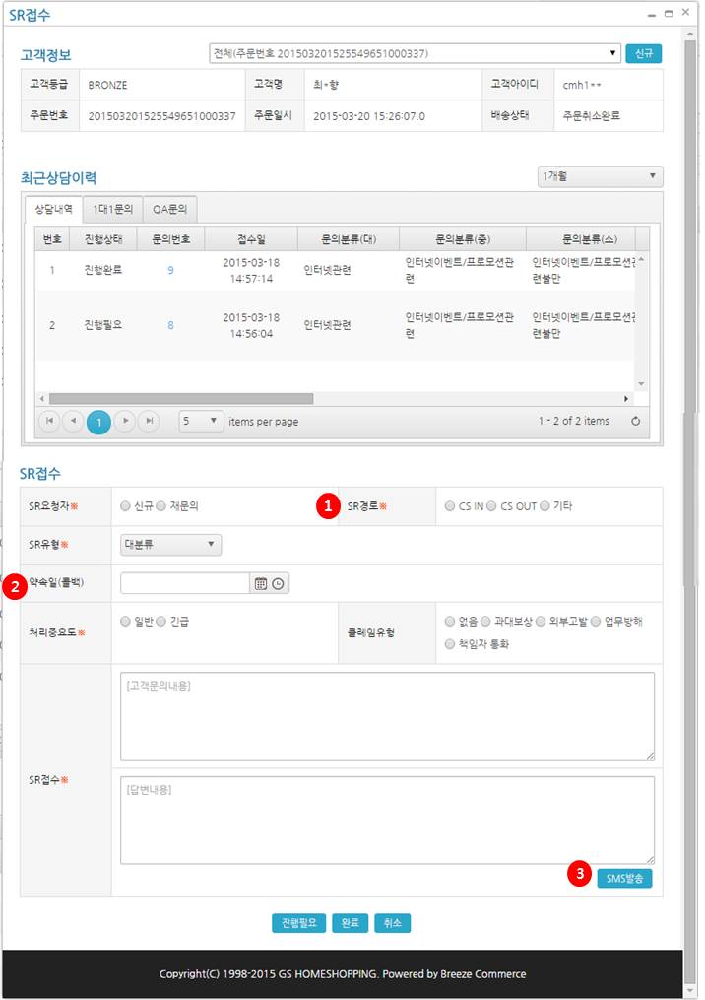 SR접수
고객정보
전체(주문번호 201503201525549651000337)
신규
고객등급 BRONZE 고객명 최*향 고객아이디 cmh1**
주문번호 201503201525549651000337 주문일시 2015-03-20 15:26:07.0 배송상태 주문취소완료
최근상담이력
1개월
상담내역 1대1문의 QA문의
번호 진행상태 문의번호 접수일 문의분류(대) 문의분류(중) 문의분류(소)
1 진행완료 9 2015-03-18 14:57:14 인터넷관련 인터넷이벤트/프로모션관련 인터넷이벤트/프로모션관련불만
2 진행필요 8 2015-03-18 14:56:04 인터넷관련 인터넷이벤트/프로모션관련 인터넷이벤트/프로모션관련불만
1 5 items per page 1 - 2 of 2 items
SR접수
SR요청자※ 신규 재문의 1 SR경로※ CS IN CS OUT 기타
SR유형※ 대분류
2 약속일(콜백)
처리중요도※ 일반 긴급 클레임유형 없음 과대보상 외부고발 업무방해
책임자 통화
[고객문의내용]
SR접수※
[답변내용]
3 SMS발송
진행필요 완료 취소
Copyright(C) 1998-2015 GS HOMESHOPPING. Powered by Breeze Commerce